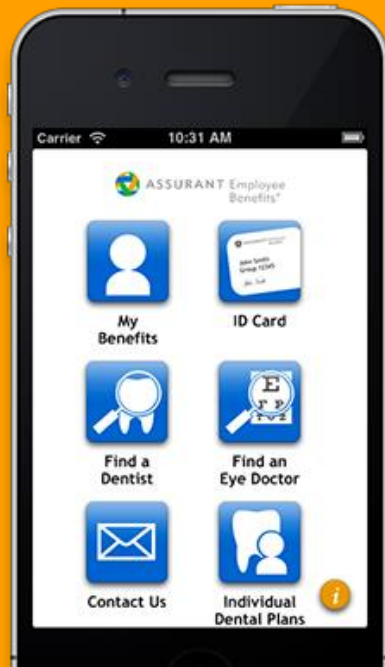 Carrier
10:31 AM
ASSURANT Employee
Benefits®
John Smith
Group 12345
My
Benefits
ID Card
E
Find a
Dentist
Find an
Eye Doctor
Contact Us
Individual
Dental Plans
i